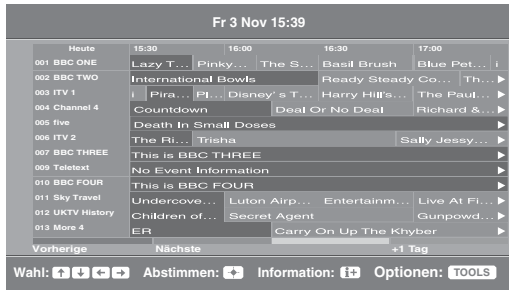 Fr 3 Nov 15:39
Heute 15:30 16:00 16:30 17:00
001 BBC ONE Lazy T... Pinky... The S... Basil Brush Blue Pet... i
002 BBC TWO International Bowls Ready Steady Co... Th...
003 ITV 1 i Pira... Pl... Disney's T... Harry Hill's... The Paul...
004 Channel 4 Countdown Deal Or No Deal Richard &...
005 five Death In Small Doses
006 ITV 2 The Ri... Trisha Sally Jessy...
007 BBC THREE This is BBC THREE
009 Teletext No Event Information
010 BBC FOUR This is BBC FOUR
011 Sky Travel Undercove... Luton Airp... Entertainm... Live At Fi...
012 UKTV History Children of... Secret Agent Gunpowd...
013 More 4 ER Carry On Up The Khyber
Vorherige Nächste +1 Tag
Wahl: Abstimmen: Information: i+ Optionen: TOOLS